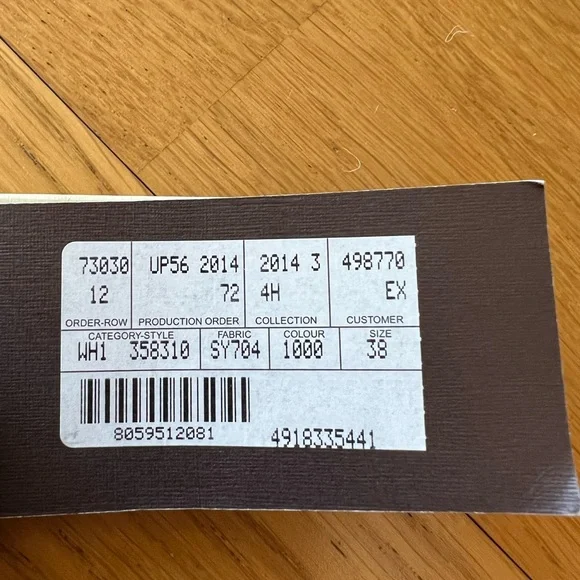 73030 UP56 2014 2014 3 498770
12 72 4H EX
ORDER-ROW PRODUCTION ORDER COLLECTION CUSTOMER
CATEGORY-STYLE FABRIC COLOUR SIZE
WH1 358310 SY704 1000 38
8059512081 4918335441